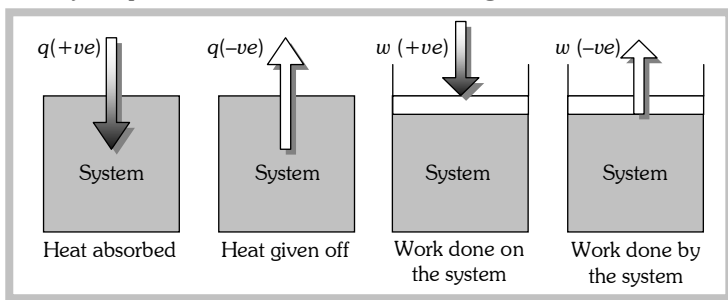 q(+ve)
q(–ve)
w (+ve)
w (–ve)
System
System
System
System
Heat absorbed
Heat given off
Work done on
the system
Work done by
the system